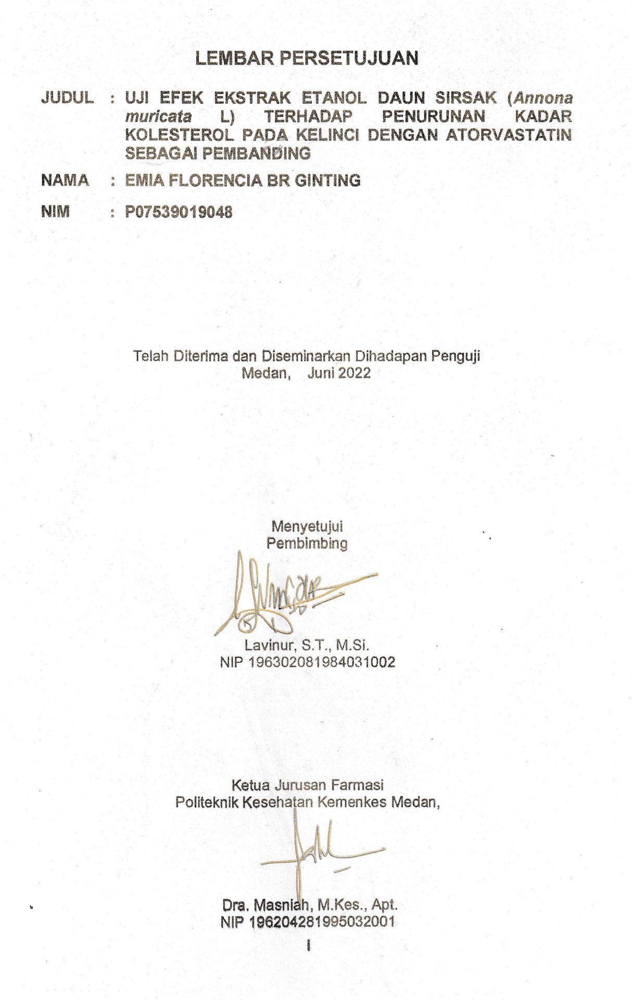 LEMBAR PERSETUJUAN
JUDUL : UJI EFEK EKSTRAK ETANOL DAUN SIRSAK (Annona
muricata L) TERHADAP PENURUNAN KADAR
KOLESTEROL PADA KELINCI DENGAN ATORVASTATIN
SEBAGAI PEMBANDING
NAMA : EMIA FLORENCIA BR GINTING
NIM : P07539019048
Telah Diterima dan Diseminarkan Dihadapan Penguji
Medan, Juni 2022
Menyetujui
Pembimbing
Lavinur, S.T., M.Si.
NIP 196302081984031002
Ketua Jurusan Farmasi
Politeknik Kesehatan Kemenkes Medan,
Dra. Masniah, M.Kes., Apt.
NIP 196204281995032001
i